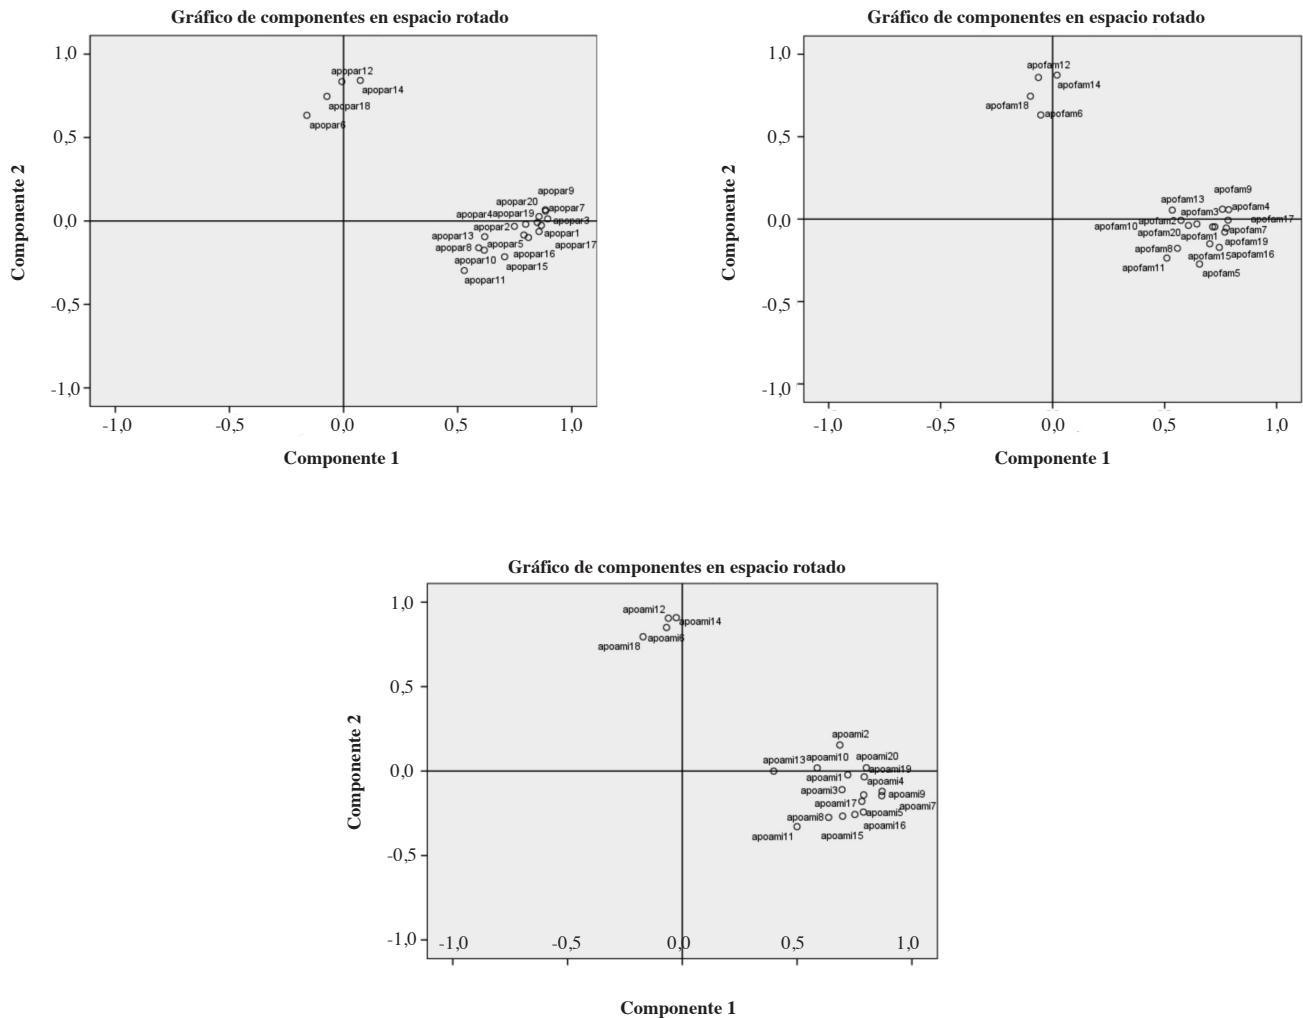 Gráfico de componentes en espacio rotado
Componente 2
1,0
0,5
0,0
-0,5
-1,0
apopar12
apopar14
apopar18
apopar6
apopar9
apopar20
apopar7
apopar4
apopar19
apopar3
apopar2
apopar13
apopar1
apopar8
apopar5
apopar17
apopar16
apopar10
apopar15
apopar11
-1,0 -0,5 0,0 0,5 1,0
Componente 1
Gráfico de componentes en espacio rotado
Componente 2
1,0
0,5
0,0
-0,5
-1,0
apofam12
apofam14
apofam18
apofam6
apofam9
apofam13
apofam4
apofam3
apofam2
apofam17
apofam10
apofam7
apofam20
apofam1
apofam19
apofam8
apofam15
apofam16
apofam11
apofam5
-1,0 -0,5 0,0 0,5 1,0
Componente 1
Gráfico de componentes en espacio rotado
Componente 2
1,0
0,5
0,0
-0,5
-1,0
apoami12
apoami14
apoami6
apoami18
apoami2
apoami13
apoami10
apoami20
apoami19
apoami1
apoami4
apoami3
apoami9
apoami17
apoami7
apoami8
apoami5
apoami16
apoami11
apoami15
-1,0 -0,5 0,0 0,5 1,0
Componente 1